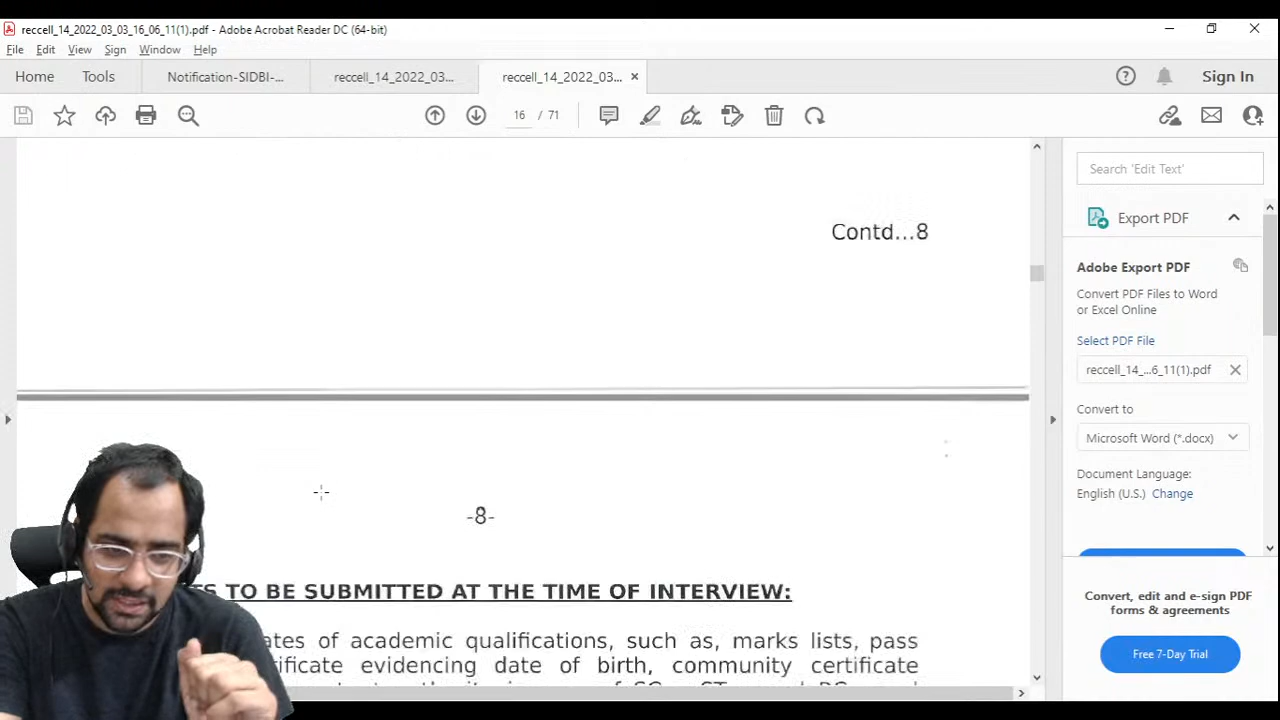 reccell_14_2022_03_03_16_06_11(1).pdf - Adobe Acrobat Reader DC (64-bit)
File Edit View Sign Window Help
Home Tools Notification-SIDBI-... reccell_14_2022_03... reccell_14_2022_03... Sign In
16 / 71
Search 'Edit Text'
Export PDF
Contd...8
Adobe Export PDF
Convert PDF Files to Word
or Excel Online
Select PDF File
reccell_14_...6_11(1).pdf
Convert to
Microsoft Word (*.docx)
Document Language:
English (U.S.) Change
-8-
TO BE SUBMITTED AT THE TIME OF INTERVIEW:
of academic qualifications, such as, marks lists, pass
evidencing date of birth, community certificate
Convert, edit and e-sign PDF
forms & agreements
Free 7-Day Trial